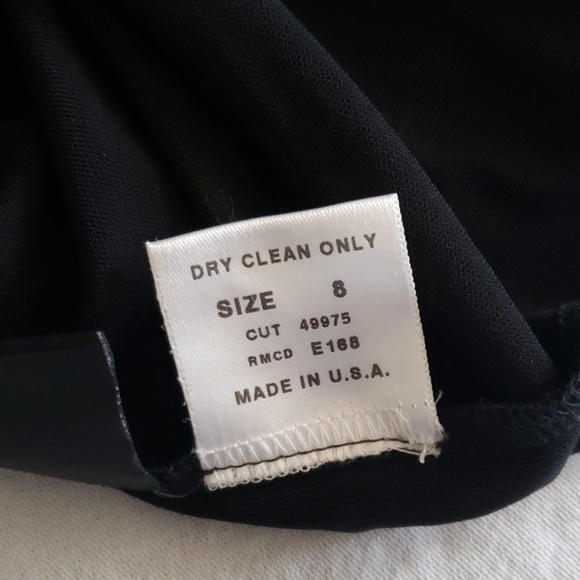 DRY CLEAN ONLY
SIZE 8
CUT 49975
RMCD E168
MADE IN U.S.A.